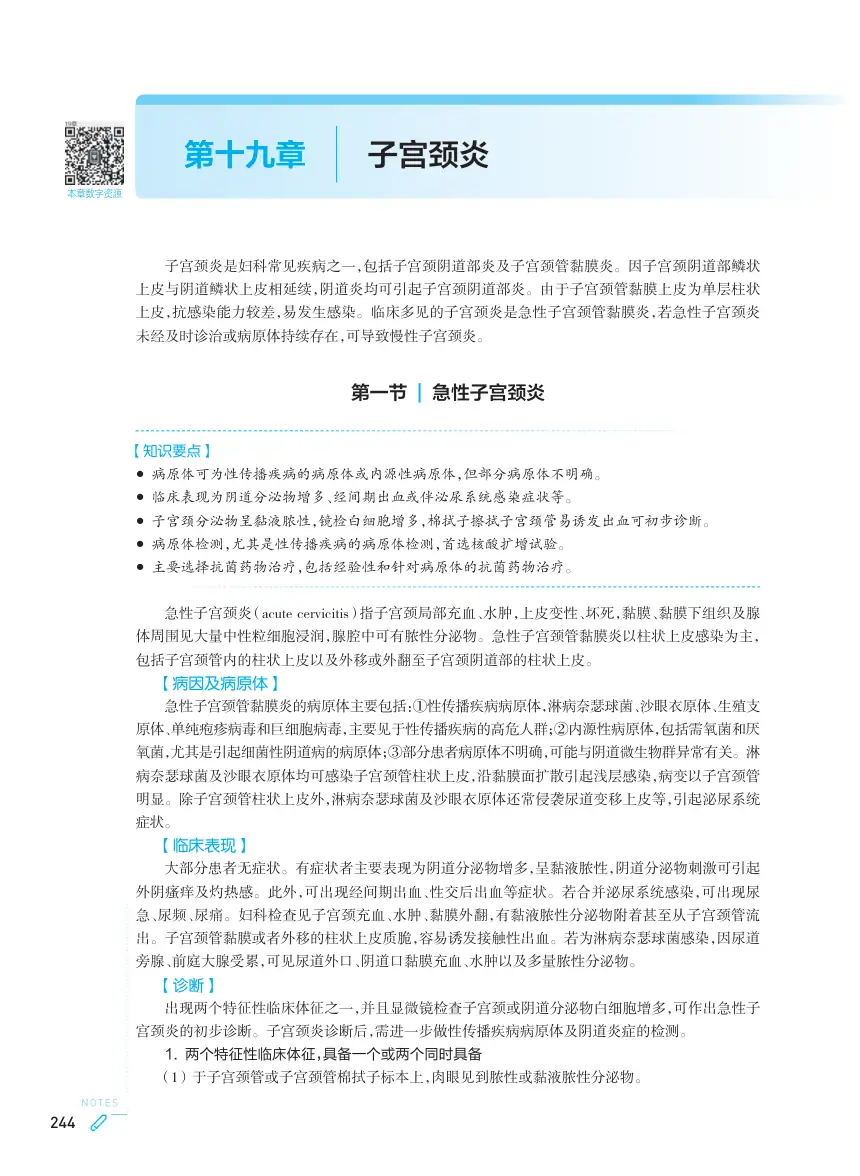 19章
本章数字资源
第十九章 子宫颈炎
子宫颈炎是妇科常见疾病之一,包括子宫颈阴道部炎及子宫颈管黏膜炎。因子宫颈阴道部鳞状
上皮与阴道鳞状上皮相延续,阴道炎均可引起子宫颈阴道部炎。由于子宫颈管黏膜上皮为单层柱状
上皮,抗感染能力较差,易发生感染。临床多见的子宫颈炎是急性子宫颈管黏膜炎,若急性子宫颈炎
未经及时诊治或病原体持续存在,可导致慢性子宫颈炎。
第一节 急性子宫颈炎
【知识要点】
● 病原体可为性传播疾病的病原体或内源性病原体,但部分病原体不明确。
● 临床表现为阴道分泌物增多、经间期出血或伴泌尿系统感染症状等。
● 子宫颈分泌物呈黏液脓性,镜检白细胞增多,棉拭子擦拭子宫颈管易诱发出血可初步诊断。
● 病原体检测,尤其是性传播疾病的病原体检测,首选核酸扩增试验。
● 主要选择抗菌药物治疗,包括经验性和针对病原体的抗菌药物治疗。
急性子宫颈炎(acute cervicitis)指子宫颈局部充血、水肿,上皮变性、坏死,黏膜、黏膜下组织及腺
体周围见大量中性粒细胞浸润,腺腔中可有脓性分泌物。急性子宫颈管黏膜炎以柱状上皮感染为主,
包括子宫颈管内的柱状上皮以及外移或外翻至子宫颈阴道部的柱状上皮。
【病因及病原体】
急性子宫颈管黏膜炎的病原体主要包括:①性传播疾病病原体,淋病奈瑟球菌、沙眼衣原体、生殖支
原体、单纯疱疹病毒和巨细胞病毒,主要见于性传播疾病的高危人群;②内源性病原体,包括需氧菌和厌
氧菌,尤其是引起细菌性阴道病的病原体;③部分患者病原体不明确,可能与阴道微生物群异常有关。淋
病奈瑟球菌及沙眼衣原体均可感染子宫颈管柱状上皮,沿黏膜面扩散引起浅层感染,病变以子宫颈管
明显。除子宫颈管柱状上皮外,淋病奈瑟球菌及沙眼衣原体还常侵袭尿道变移上皮等,引起泌尿系统
症状。
【临床表现】
大部分患者无症状。有症状者主要表现为阴道分泌物增多,呈黏液脓性,阴道分泌物刺激可引起
外阴瘙痒及灼热感。此外,可出现经间期出血、性交后出血等症状。若合并泌尿系统感染,可出现尿
急、尿频、尿痛。妇科检查见子宫颈充血、水肿、黏膜外翻,有黏液脓性分泌物附着甚至从子宫颈管流
出。子宫颈管黏膜或者外移的柱状上皮质脆,容易诱发接触性出血。若为淋病奈瑟球菌感染,因尿道
旁腺、前庭大腺受累,可见尿道外口、阴道口黏膜充血、水肿以及多量脓性分泌物。
【诊断】
出现两个特征性临床体征之一,并且显微镜检查子宫颈或阴道分泌物白细胞增多,可作出急性子
宫颈炎的初步诊断。子宫颈炎诊断后,需进一步做性传播疾病病原体及阴道炎症的检测。
1. 两个特征性临床体征,具备一个或两个同时具备
(1)于子宫颈管或子宫颈管棉拭子标本上,肉眼见到脓性或黏液脓性分泌物。
NOTES
244